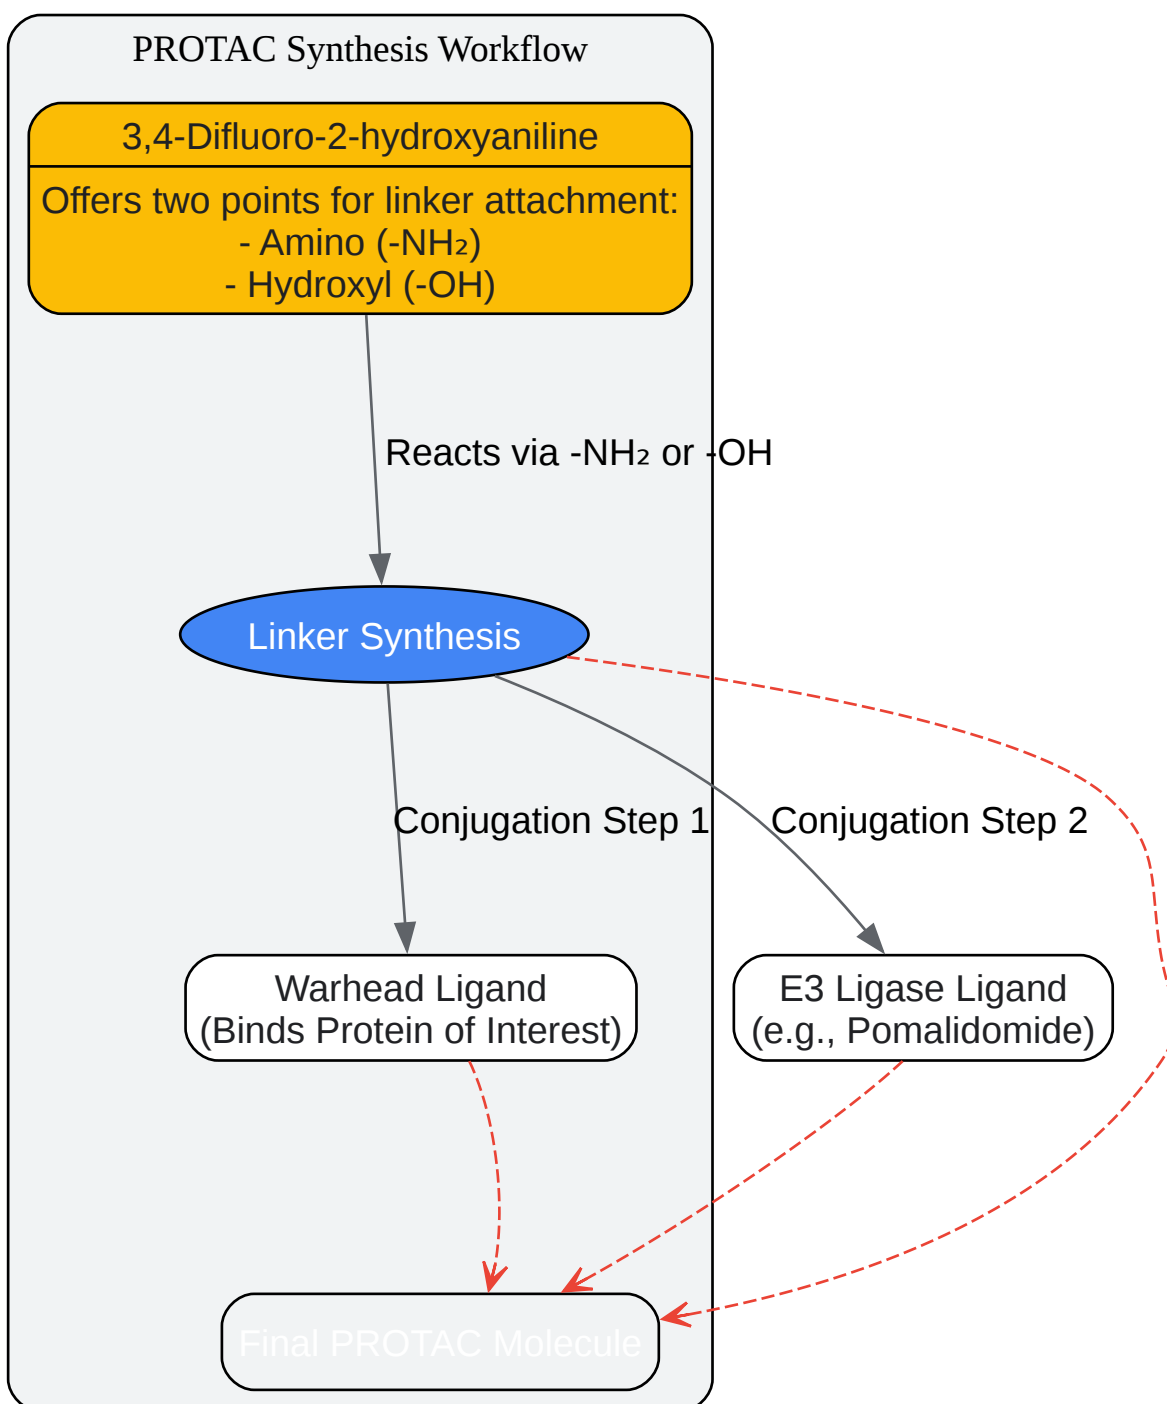 PROTAC Synthesis Workflow
3,4-Difluoro-2-hydroxyaniline
Offers two points for linker attachment:
- Amino (-NH₂)
- Hydroxyl (-OH)
Reacts via -NH₂ or -OH
Linker Synthesis
Conjugation Step 1
Conjugation Step 2
Warhead Ligand
(Binds Protein of Interest)
E3 Ligase Ligand
(e.g., Pomalidomide)
Final PROTAC Molecule